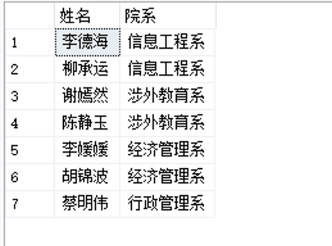 姓名 院系
1 李德海 信息工程系
2 柳承运 信息工程系
3 谢嫣然 涉外教育系
4 陈静玉 涉外教育系
5 李媛媛 经济管理系
6 胡锦波 经济管理系
7 蔡明伟 行政管理系